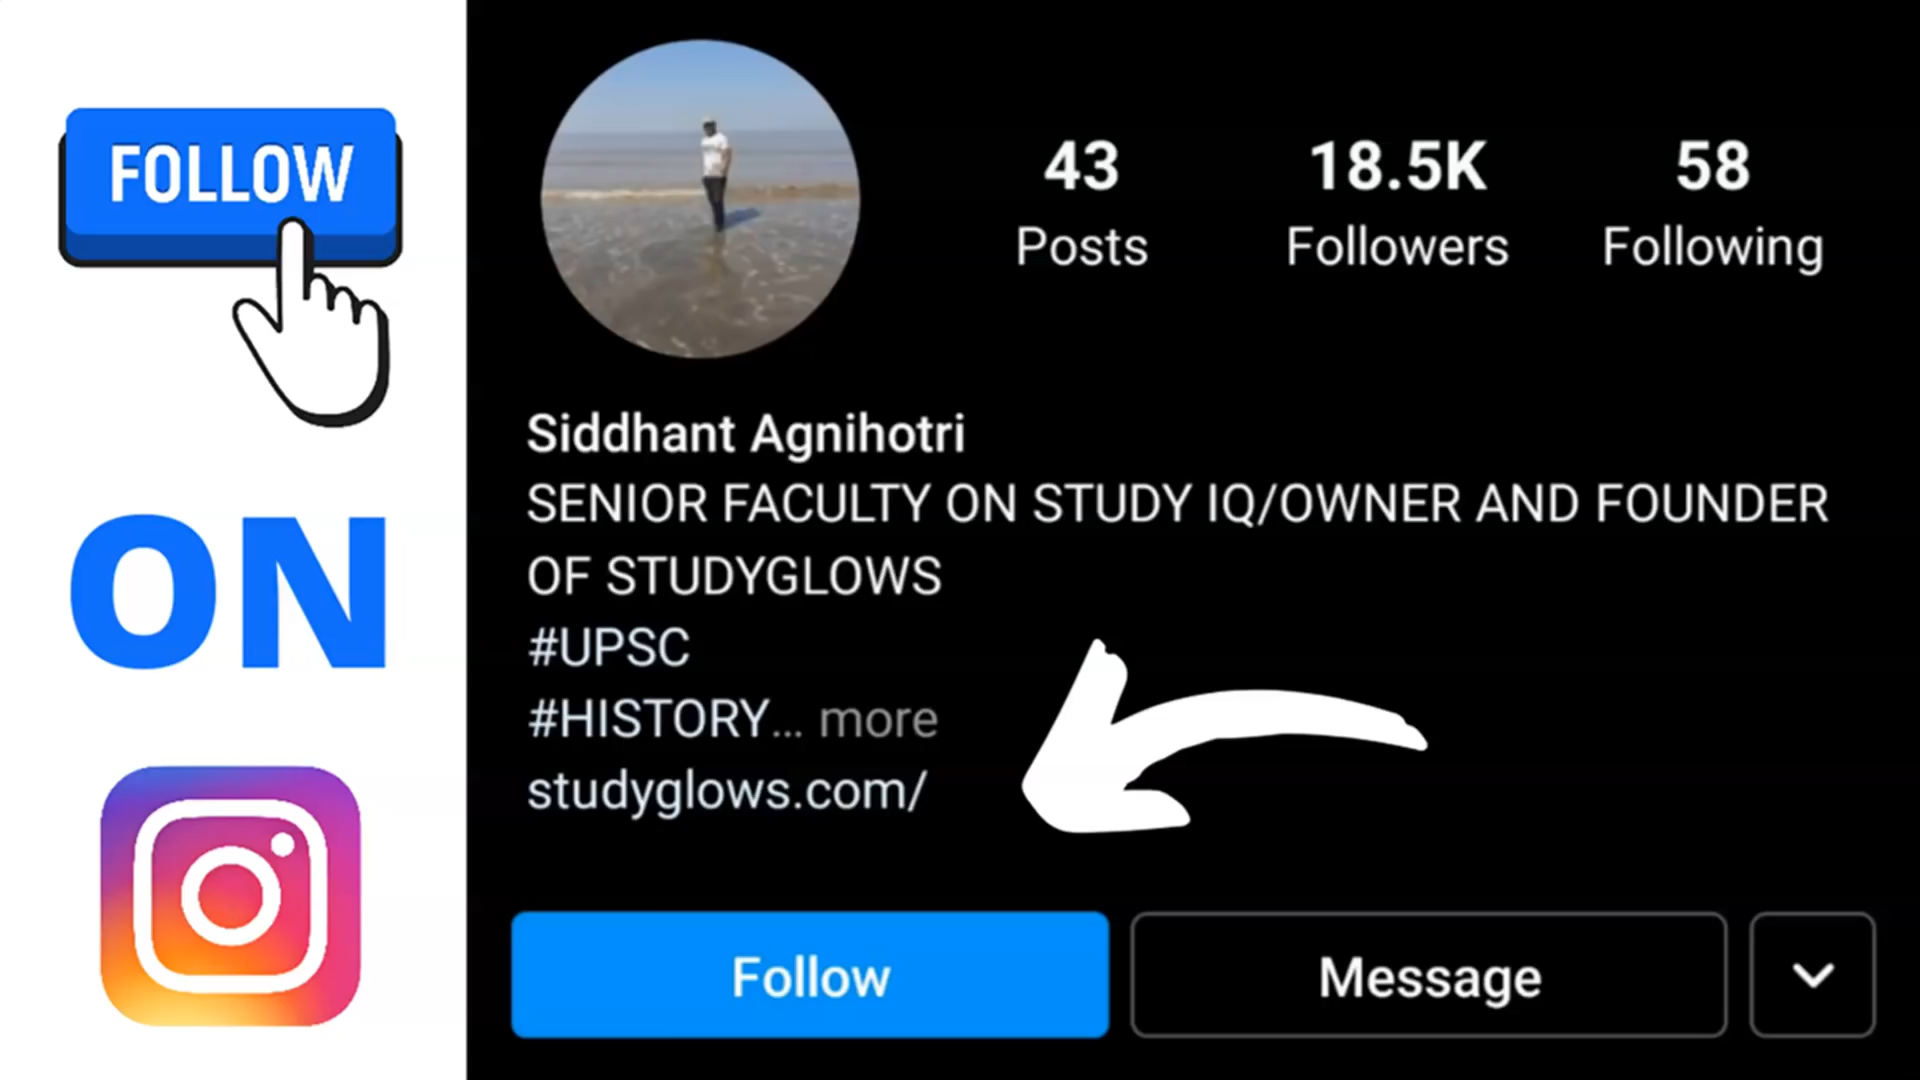 FOLLOW
ON
43
Posts
18.5K
Followers
58
Following
Siddhant Agnihotri
SENIOR FACULTY ON STUDY IQ/OWNER AND FOUNDER
OF STUDYGLOWS
#UPSC
#HISTORY... more
studyglows.com/
Follow
Message